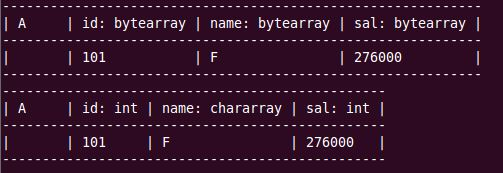 ---------------------------------------------------------
| A | id: bytearray | name: bytearray | sal: bytearray |
---------------------------------------------------------
| | 101 | F | 276000 |
---------------------------------------------------------
---------------------------------------------
| A | id: int | name: chararray | sal: int |
---------------------------------------------
| | 101 | F | 276000 |
---------------------------------------------